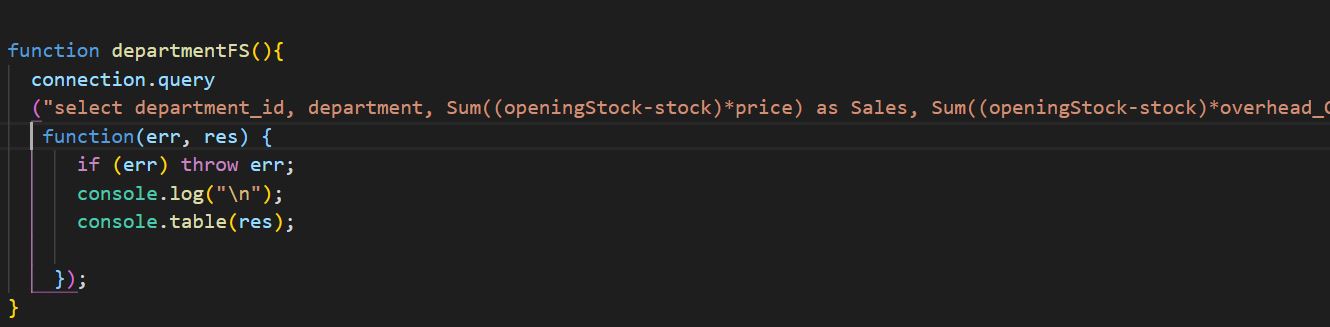 function departmentFS(){
connection.query
("select department_id, department, Sum((openingStock-stock)*price) as Sales, Sum((openingStock-stock)*overhead_
function(err, res) {
if (err) throw err;
console.log("\n");
console.table(res);
});
}